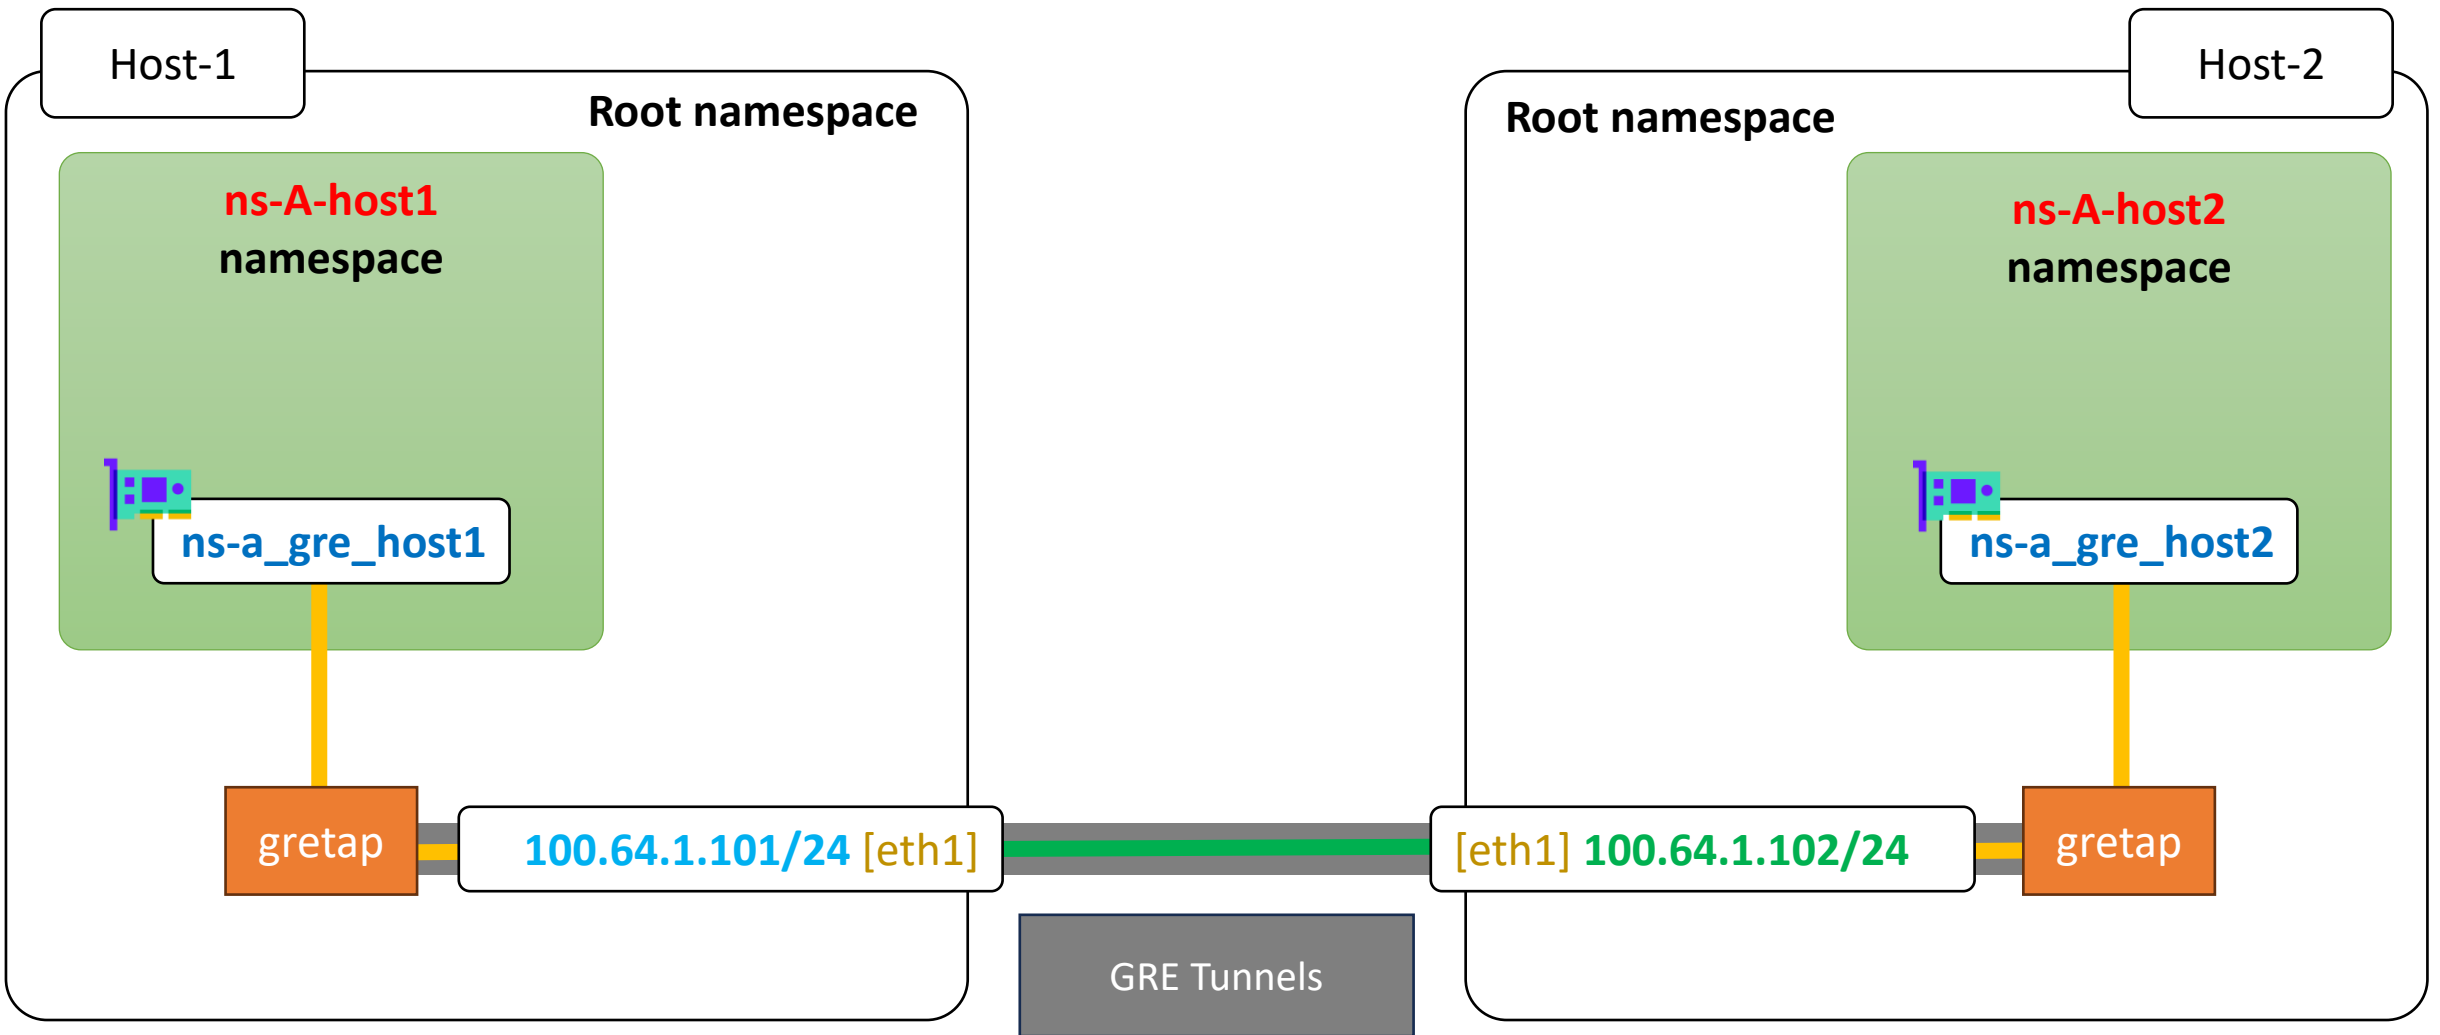 Host-1
Root namespace
ns-A-host1
namespace
ns-a_gre_host1
gretap
100.64.1.101/24 [eth1]
GRE Tunnels
Host-2
Root namespace
ns-A-host2
namespace
ns-a_gre_host2
[eth1] 100.64.1.102/24
gretap